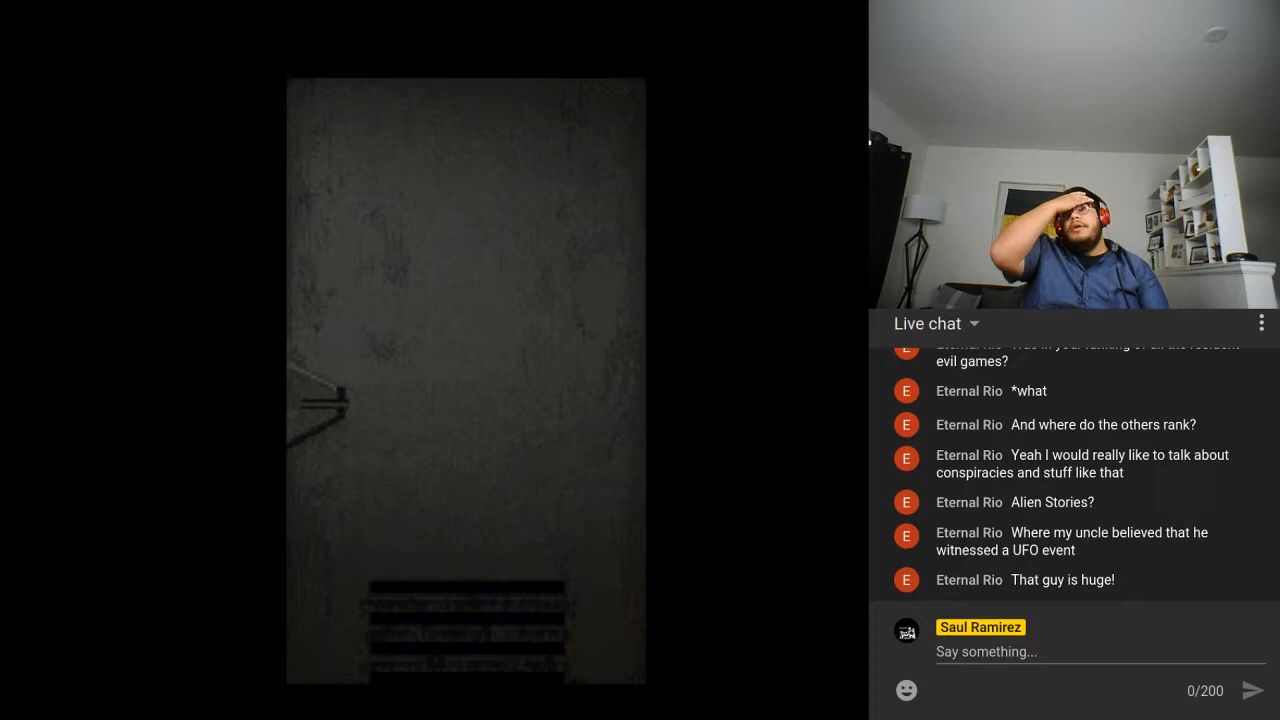 Live chat
evil games?
Eternal Rio *what
Eternal Rio And where do the others rank?
Eternal Rio Yeah I would really like to talk about
conspiracies and stuff like that
Eternal Rio Alien Stories?
Eternal Rio Where my uncle believed that he
witnessed a UFO event
Eternal Rio That guy is huge!
Saul Ramirez
Say something...
0/200